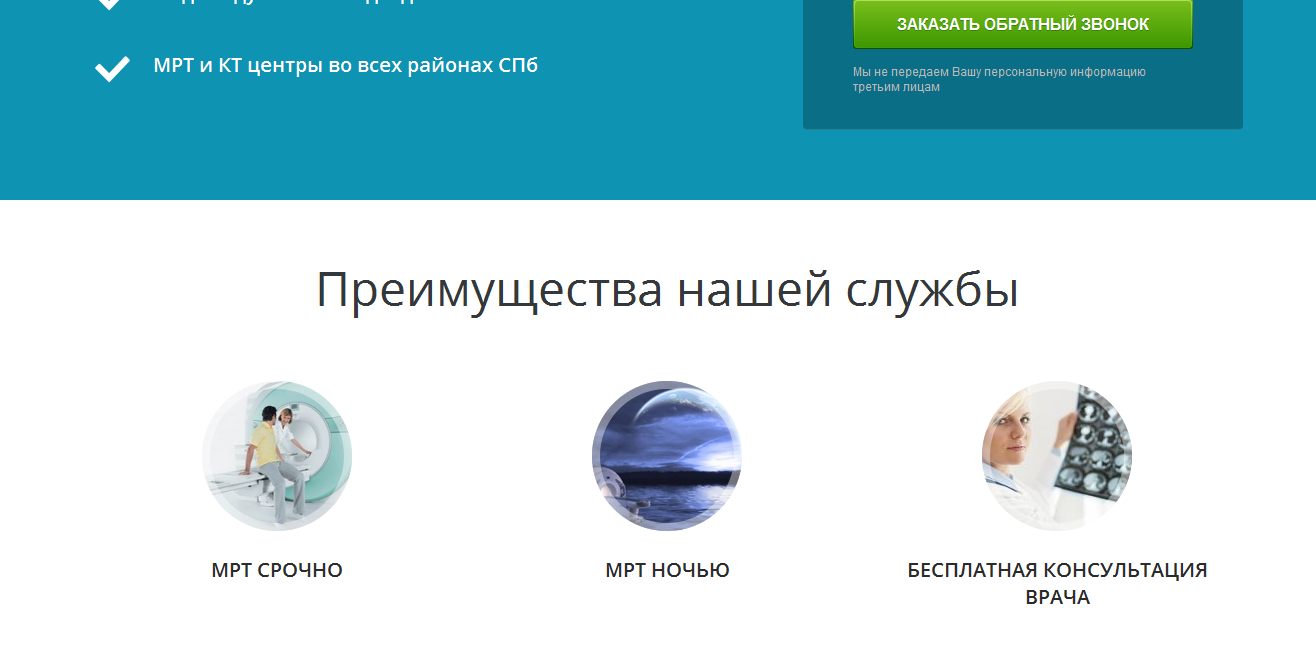 МРТ и КТ центры во всех районах СПб
ЗАКАЗАТЬ ОБРАТНЫЙ ЗВОНОК
Мы не передаем Вашу персональную информацию
третьим лицам
Преимущества нашей службы
МРТ СРОЧНО
МРТ НОЧЬЮ
БЕСПЛАТНАЯ КОНСУЛЬТАЦИЯ
ВРАЧА